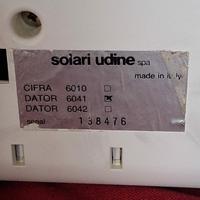 solari udine spa
made in italy
CIFRA 6010
DATOR 6041
DATOR 6042
serial 138476